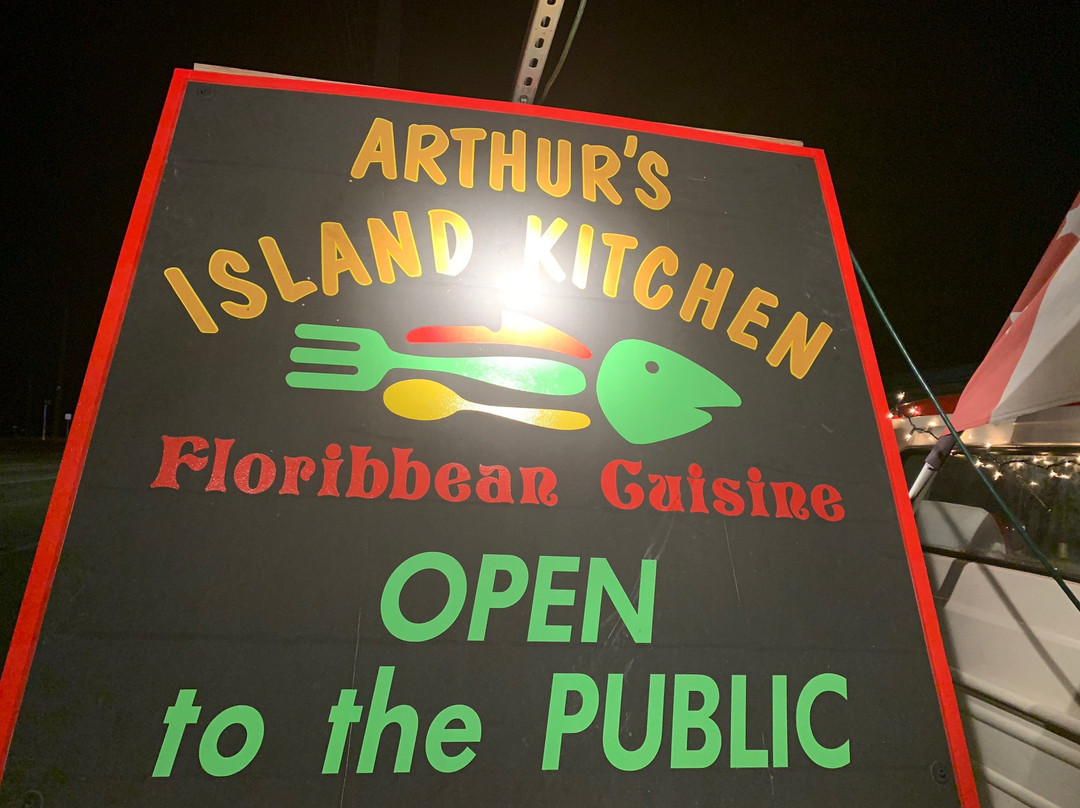 ARTHUR'S
ISLAND KITCHEN
Floribbean Cuisine
OPEN
to the PUBLIC